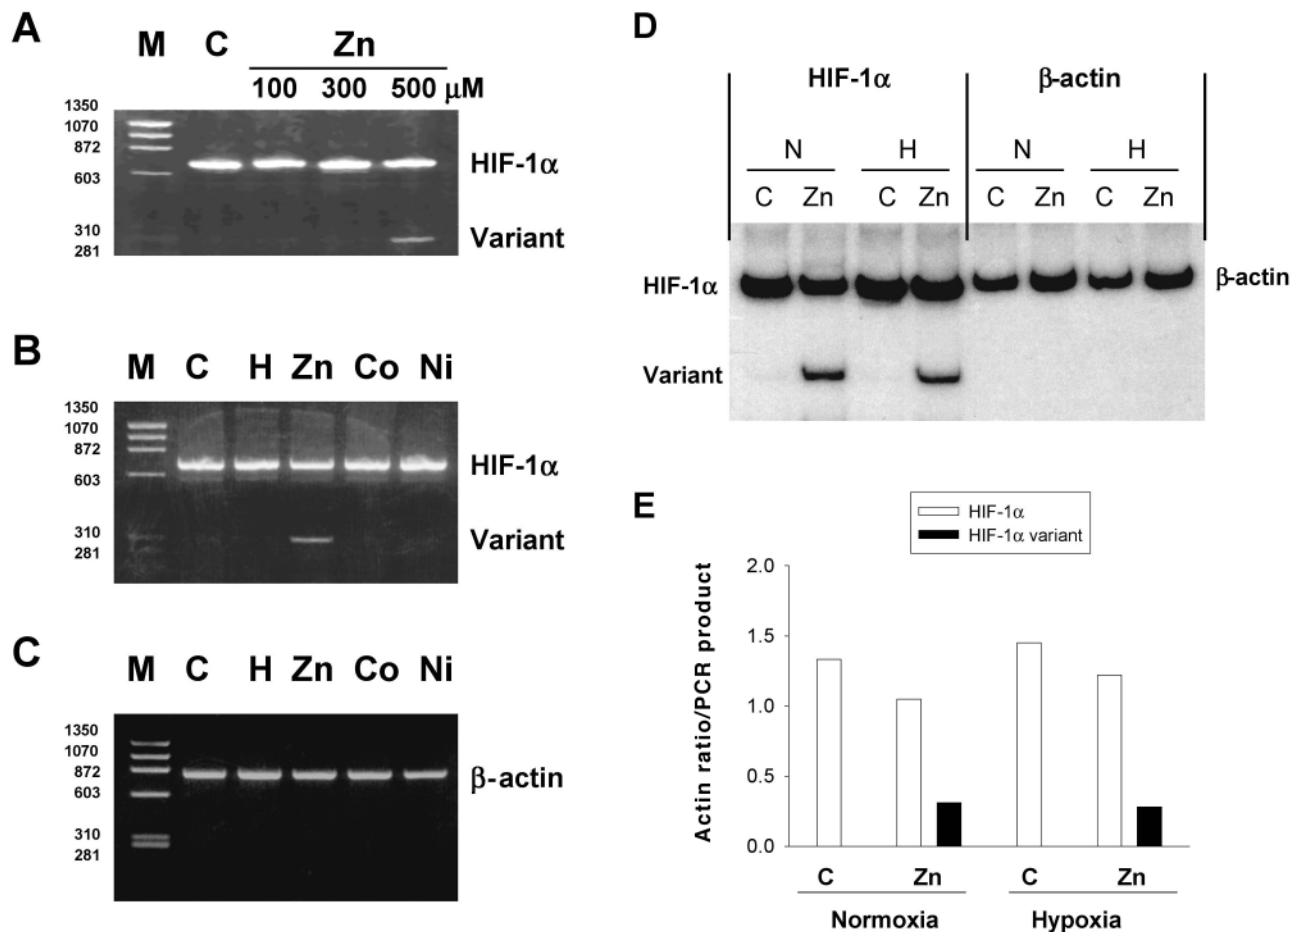 A
M C Zn
100 300 500 μM
1350
1070
872
603
310
281
HIF-1α
Variant
B
M C H Zn Co Ni
1350
1070
872
603
310
281
HIF-1α
Variant
C
M C H Zn Co Ni
1350
1070
872
603
310
281
β-actin
D
HIF-1α β-actin
N H N H
C Zn C Zn C Zn C Zn
HIF-1α
Variant
β-actin
E
HIF-1α
HIF-1α variant
Actin ratio/PCR product
2.0
1.5
1.0
0.5
0.0
C Zn C Zn
Normoxia Hypoxia